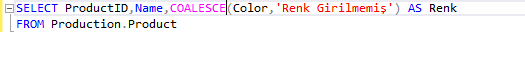 SELECT ProductID,Name,COALESCE(Color,'Renk Girilmemiş') AS Renk
FROM Production.Product